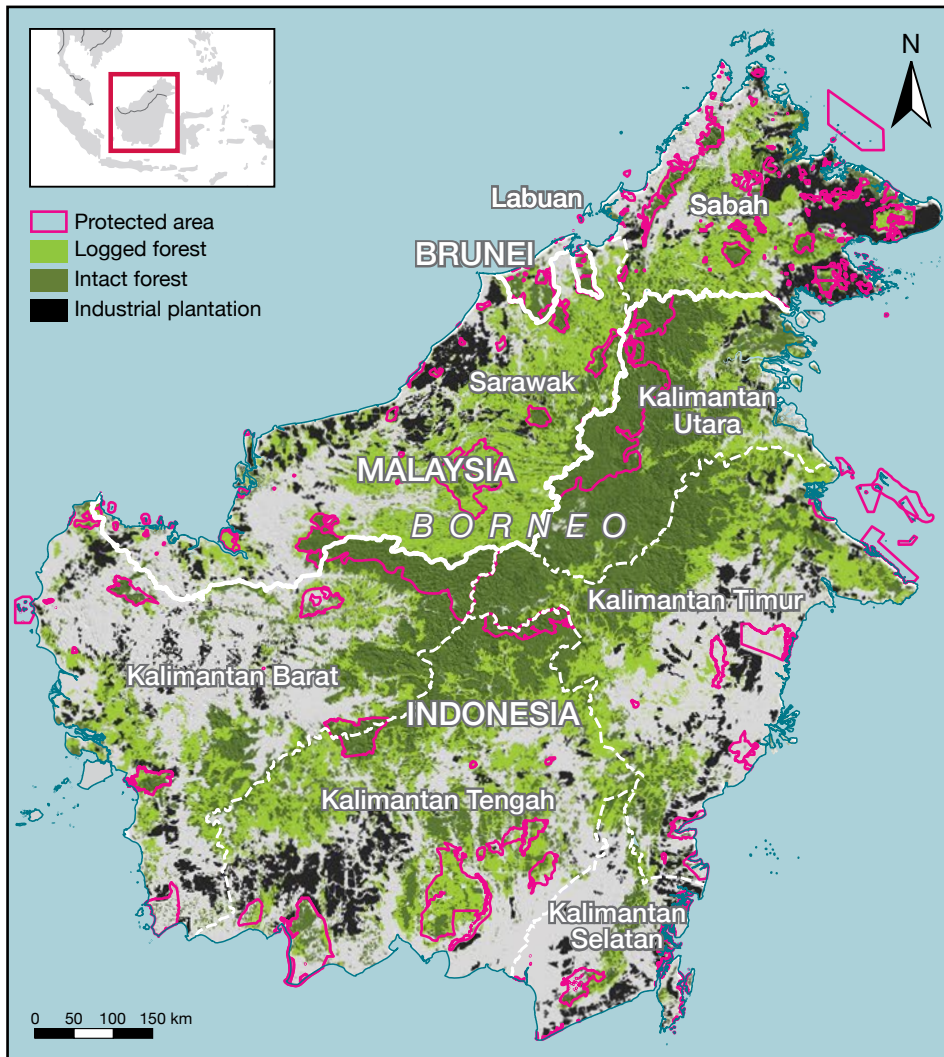 N
Protected area
Logged forest
Intact forest
Industrial plantation
Labuan
Sabah
BRUNEI
Sarawak
Kalimantan
Utara
MALAYSIA
BORNEO
Kalimantan Timur
Kalimantan Barat
INDONESIA
Kalimantan Tengah
Kalimantan
Selatan
0 50 100 150 km